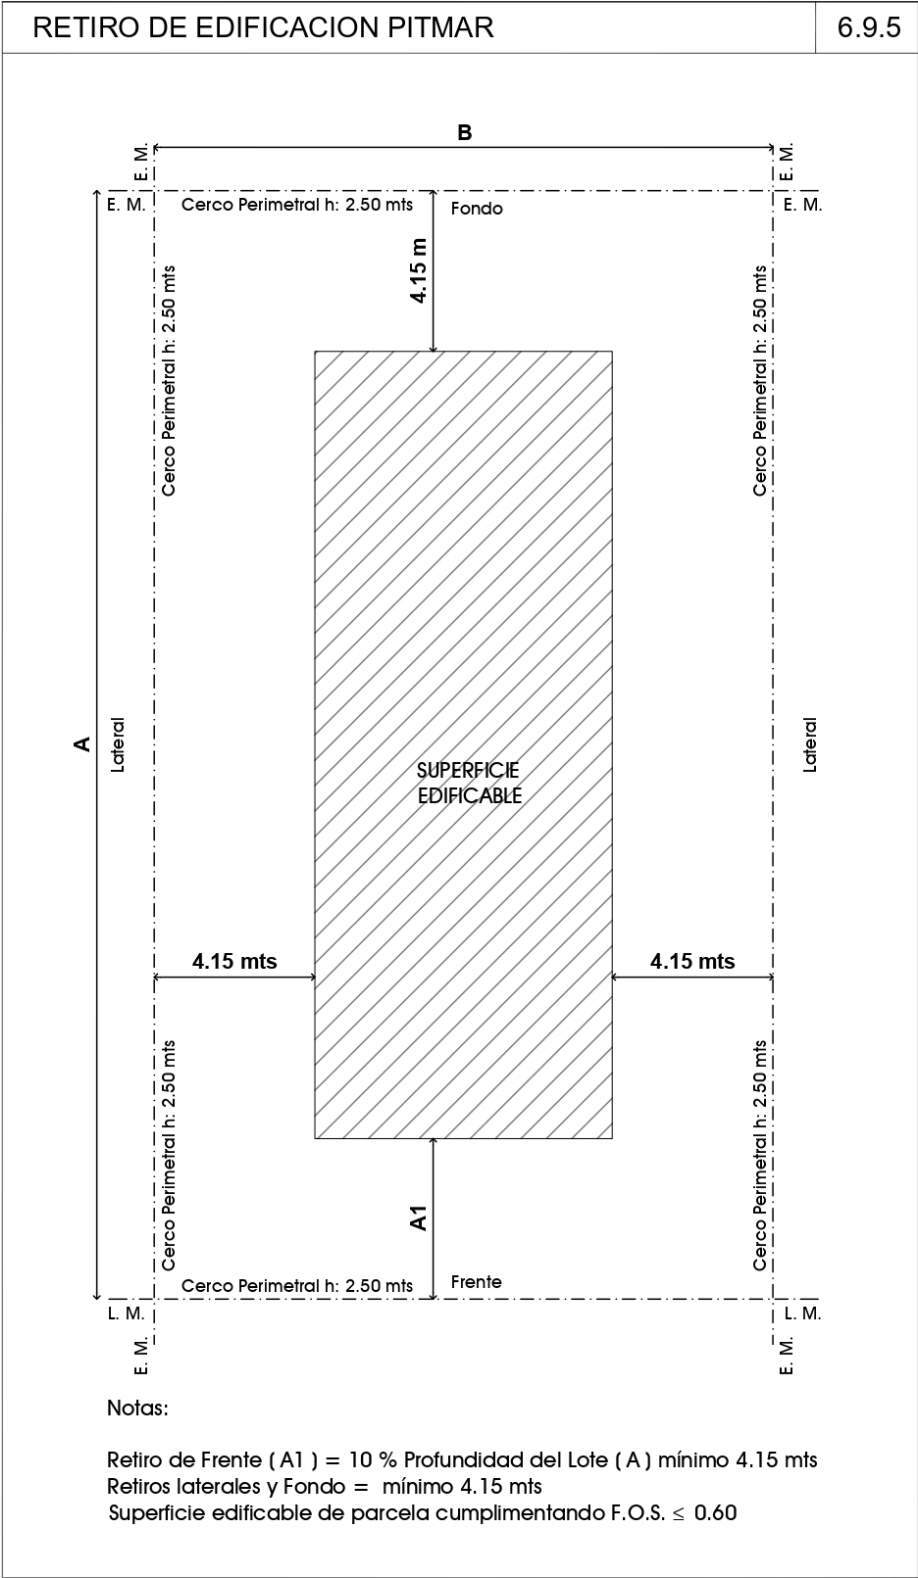 RETIRO DE EDIFICACION PITMAR
6.9.5
B
E. M.
E. M.
E. M.
Cerco Perimetral h: 2.50 mts
Fondo
E. M.
4.15 m
Cerco Perimetral h: 2.50 mts
Cerco Perimetral h: 2.50 mts
A
Lateral
Lateral
SUPERFICIE
EDIFICABLE
4.15 mts
4.15 mts
Cerco Perimetral h: 2.50 mts
Cerco Perimetral h: 2.50 mts
A1
Cerco Perimetral h: 2.50 mts
Frente
L. M.
L. M.
E. M.
E. M.
Notas:
Retiro de Frente ( A1 ) = 10 % Profundidad del Lote ( A ) mínimo 4.15 mts
Retiros laterales y Fondo = mínimo 4.15 mts
Superficie edificable de parcela cumplimentando F.O.S. ≤ 0.60